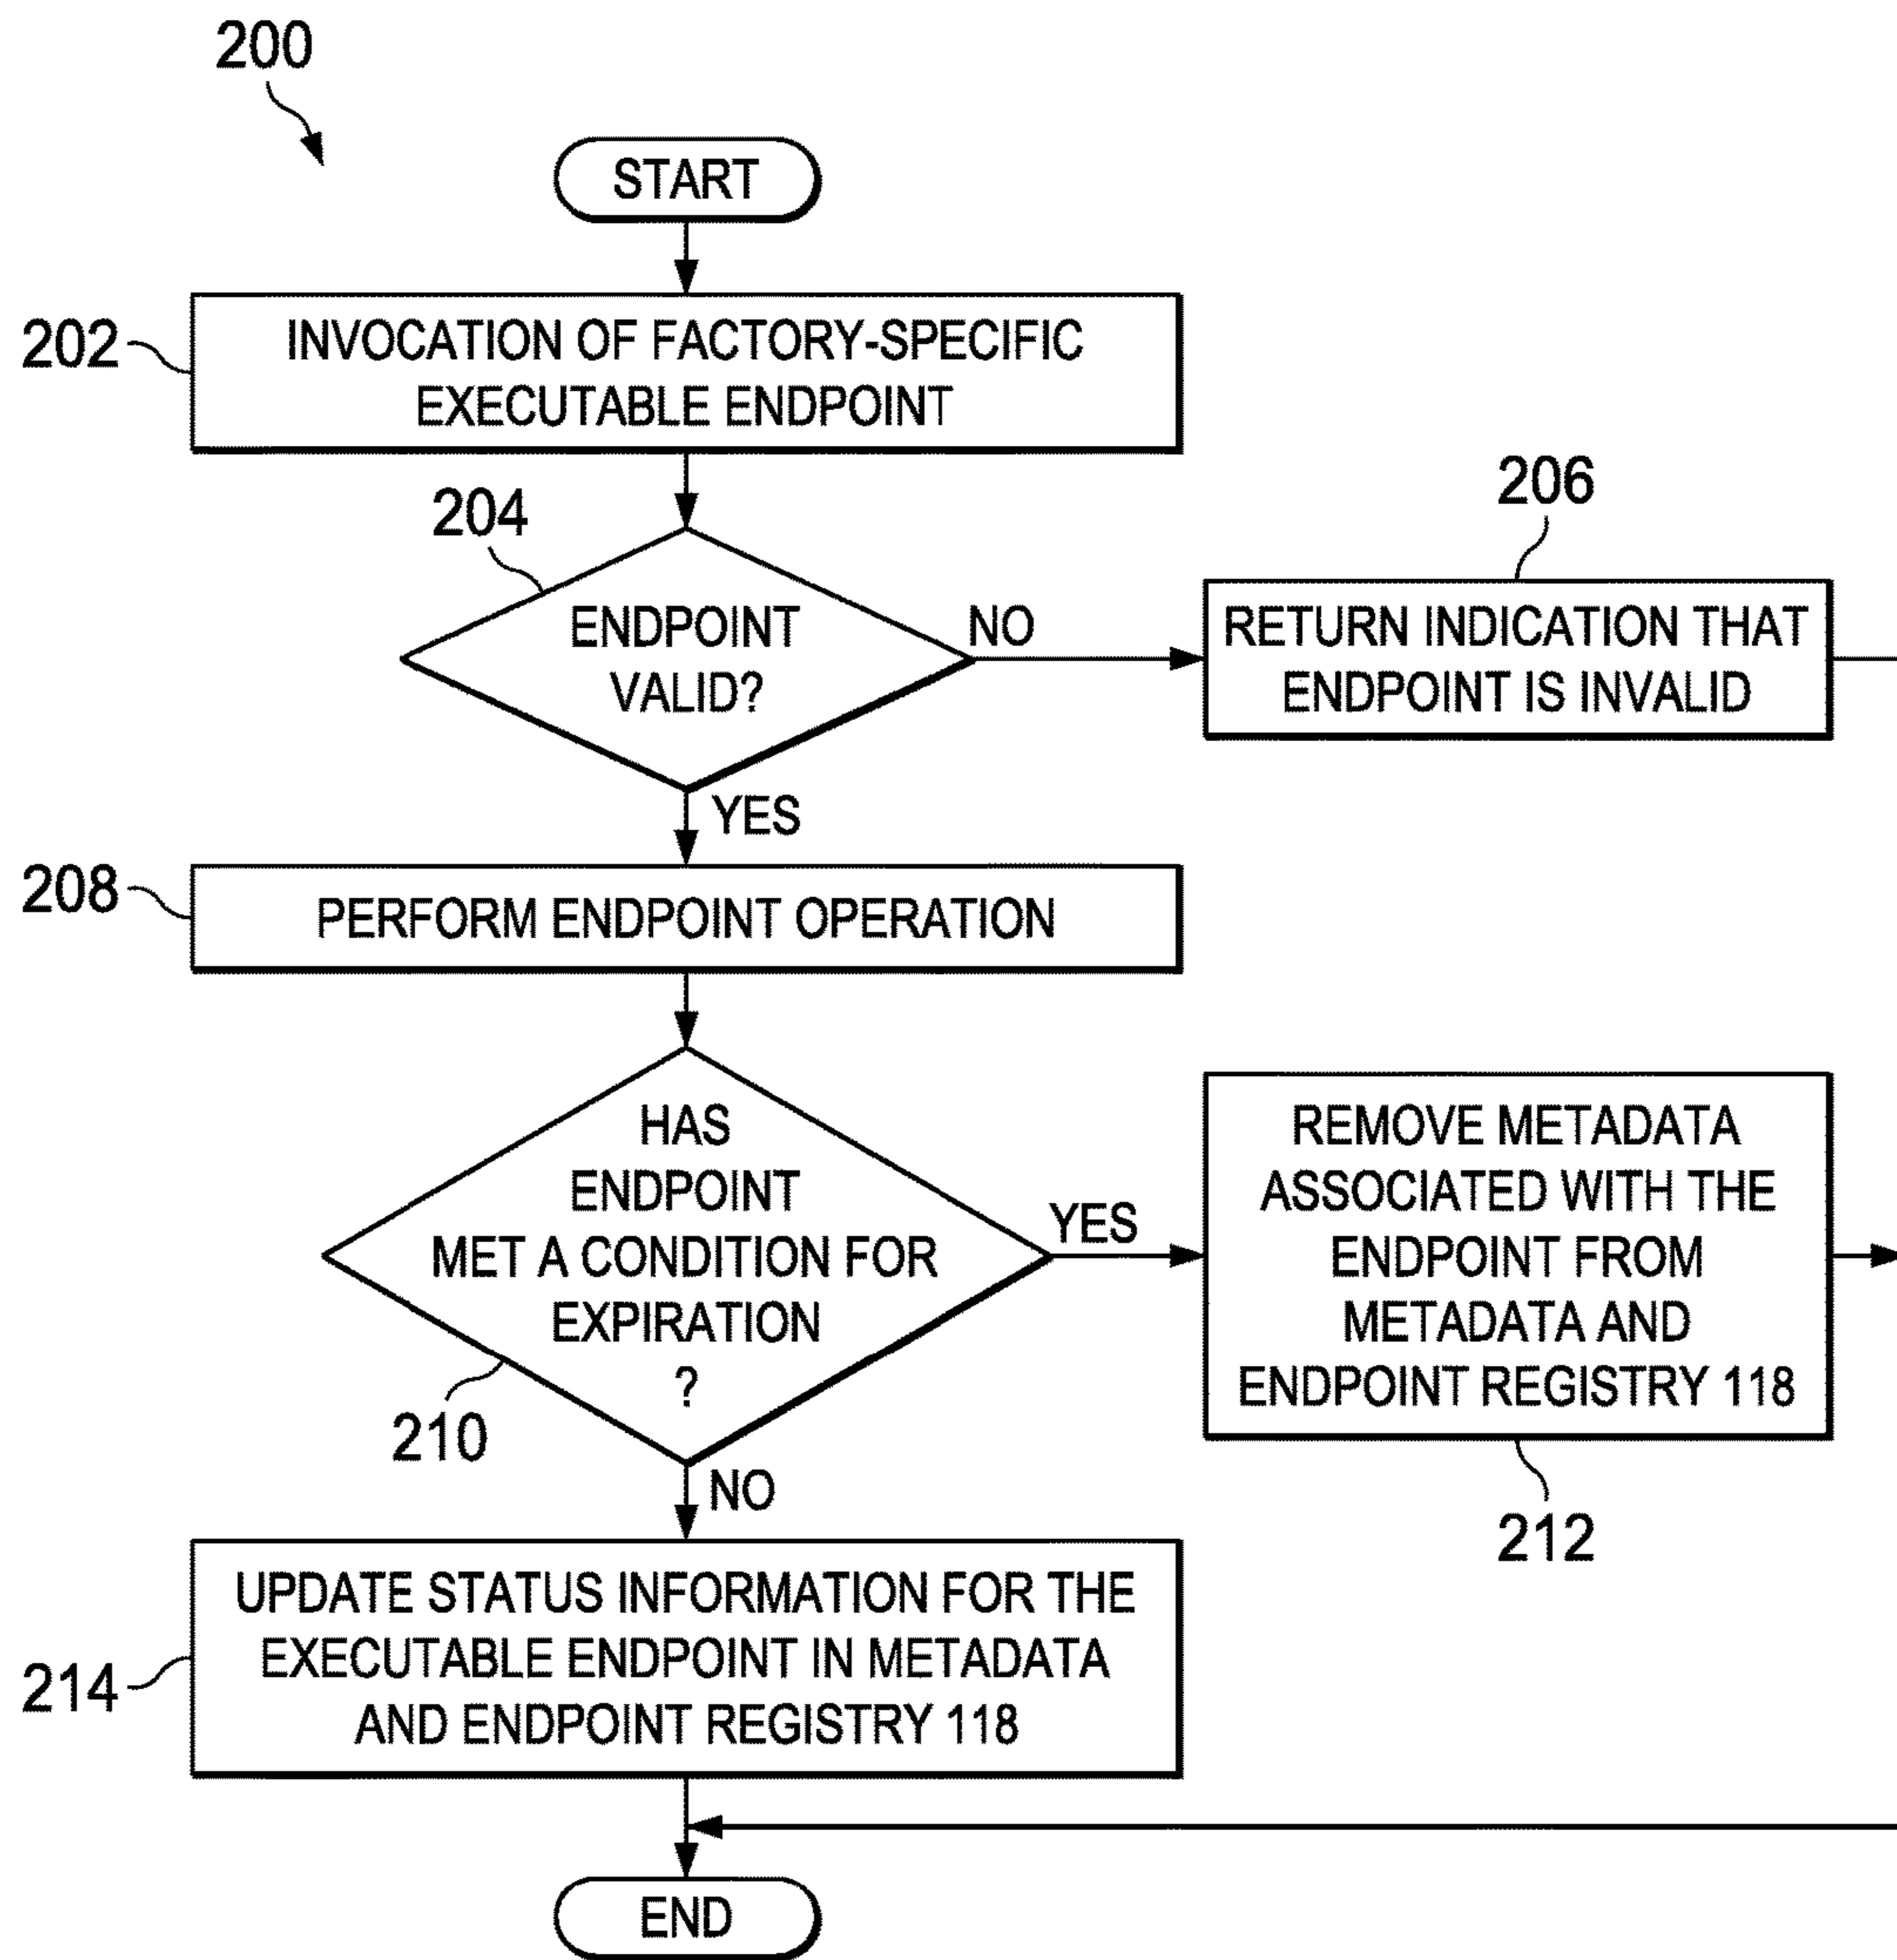 200
START
202
INVOCATION OF FACTORY-SPECIFIC
EXECUTABLE ENDPOINT
204
ENDPOINT
VALID?
NO
206
RETURN INDICATION THAT
ENDPOINT IS INVALID
YES
208
PERFORM ENDPOINT OPERATION
HAS
ENDPOINT
MET A CONDITION FOR
EXPIRATION
?
210
YES
REMOVE METADATA
ASSOCIATED WITH THE
ENDPOINT FROM
METADATA AND
ENDPOINT REGISTRY 118
212
NO
214
UPDATE STATUS INFORMATION FOR THE
EXECUTABLE ENDPOINT IN METADATA
AND ENDPOINT REGISTRY 118
END